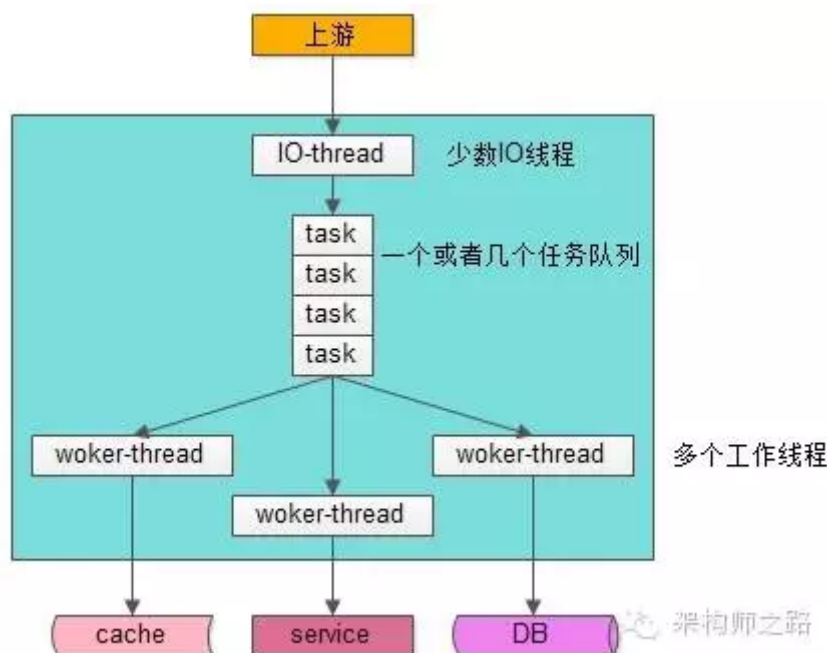 上游
IO-thread 少数IO线程
task
一个或者几个任务队列
task
task
task
woker-thread
woker-thread
多个工作线程
woker-thread
cache
service
DB
架构师之路